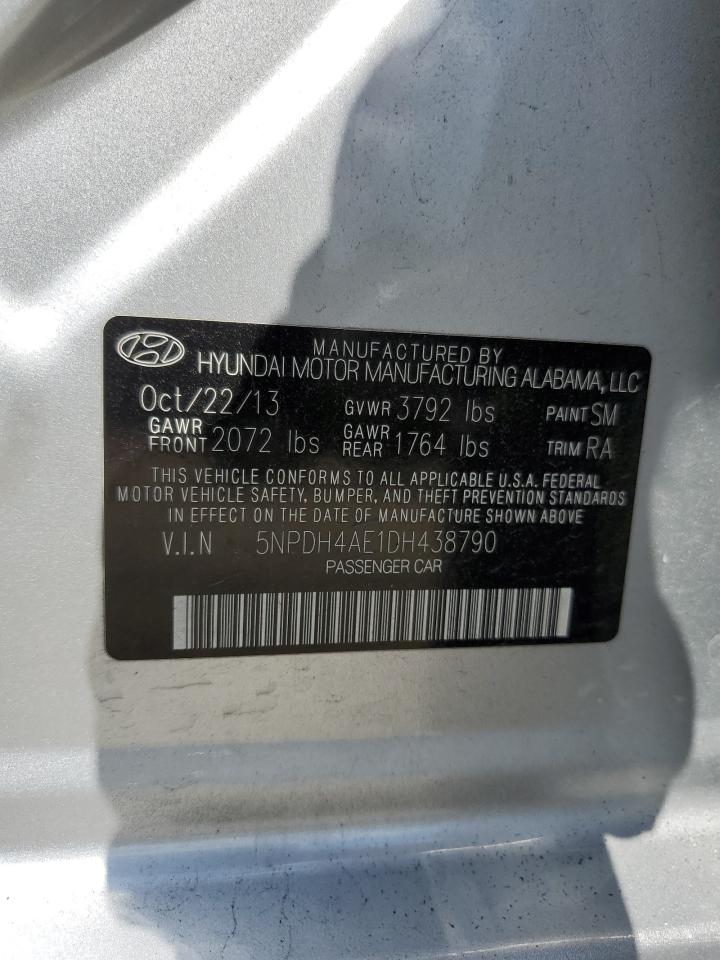 MANUFACTURED BY
HYUNDAI MOTOR MANUFACTURING ALABAMA, LLC
Oct/22/13 GVWR 3792 lbs PAINT SM
GAWR FRONT 2072 lbs GAWR REAR 1764 lbs TRIM RA
THIS VEHICLE CONFORMS TO ALL APPLICABLE U.S.A. FEDERAL
MOTOR VEHICLE SAFETY, BUMPER, AND THEFT PREVENTION STANDARDS
IN EFFECT ON THE DATE OF MANUFACTURE SHOWN ABOVE.
V.I.N 5NPDH4AE1DH438790
PASSENGER CAR